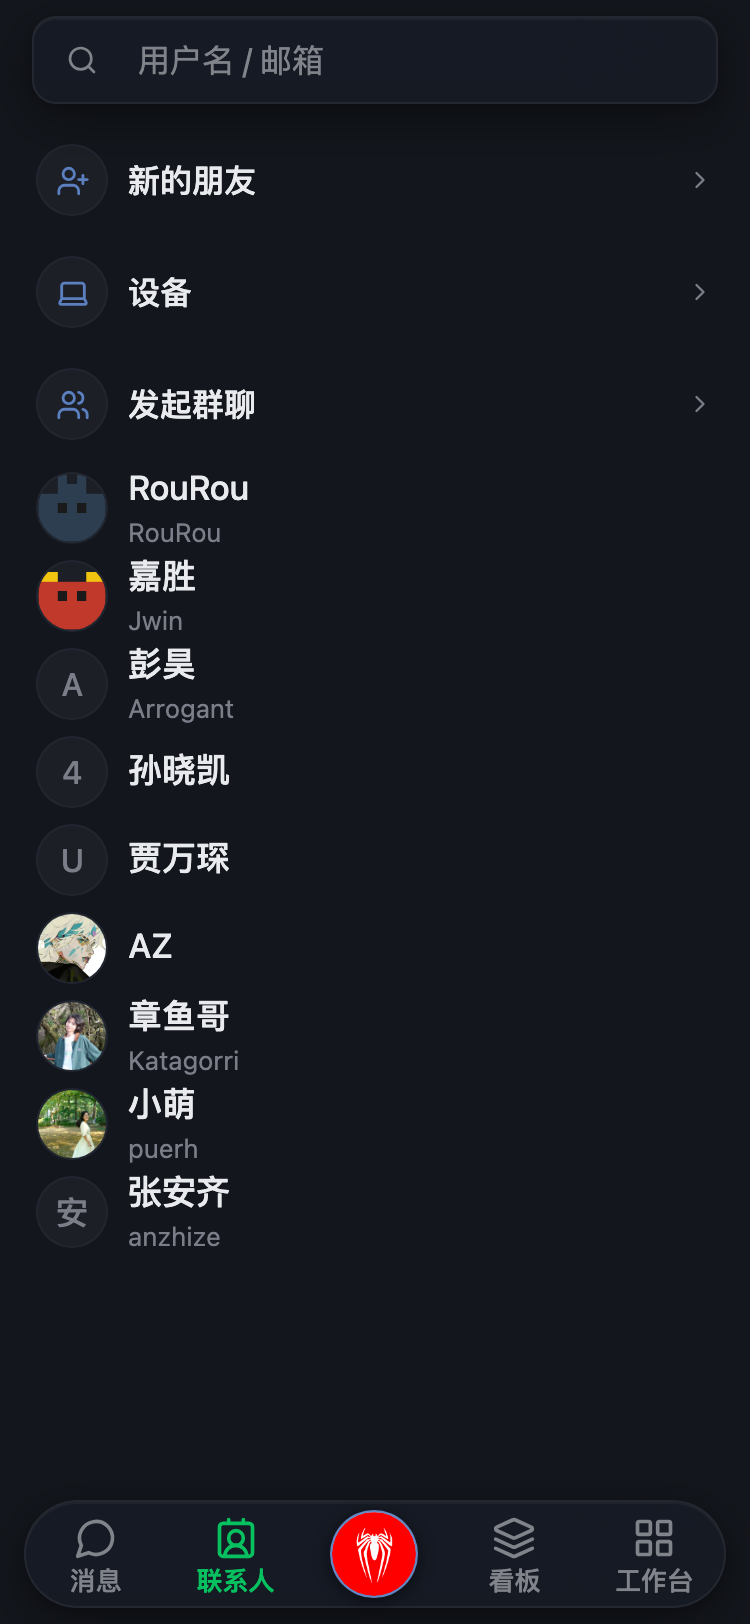 用户名 / 邮箱
新的朋友
设备
发起群聊
RouRou
RouRou
嘉胜
Jwin
A
彭昊
Arrogant
4
孙晓凯
U
贾万琛
AZ
章鱼哥
Katagorri
小萌
puerh
安
张安齐
anzhize
消息
联系人
看板
工作台